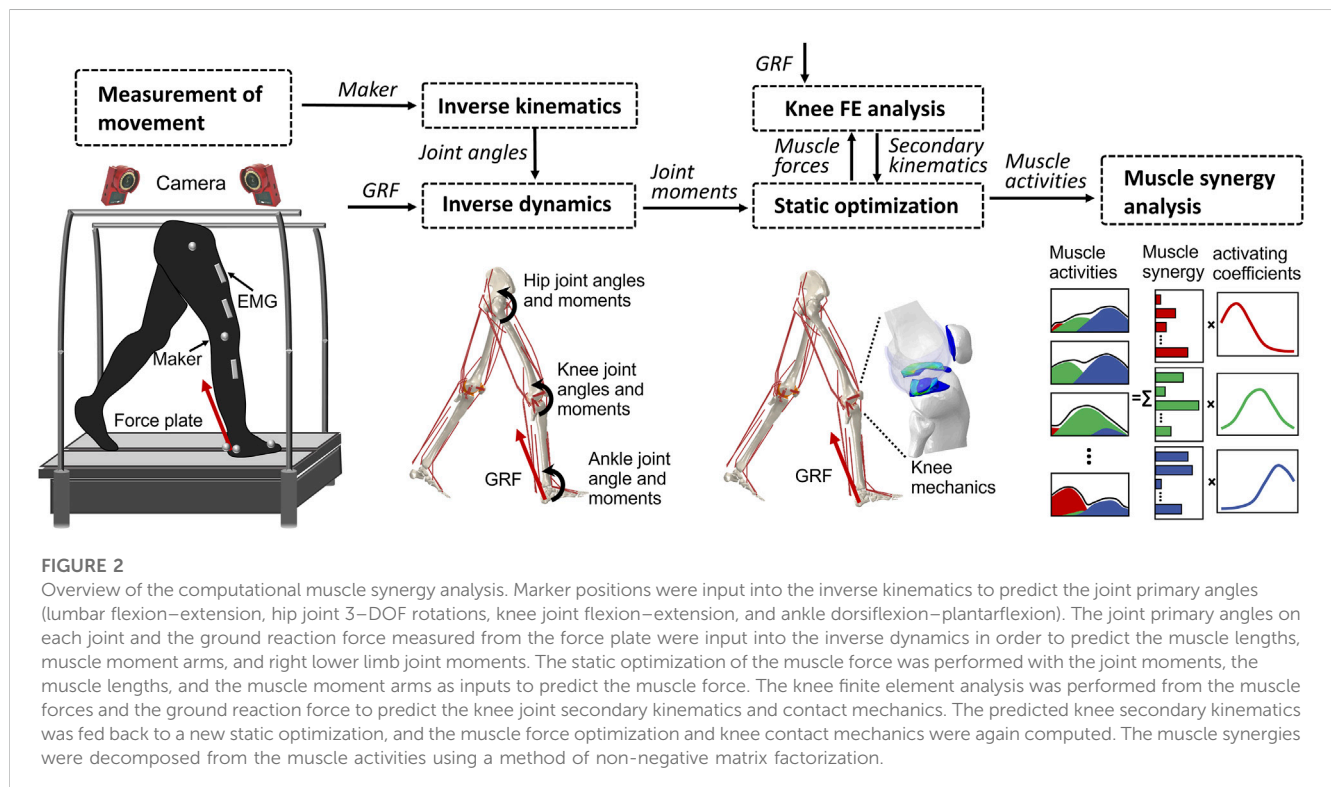 Measurement of
movement
Maker
Inverse kinematics
Joint angles
GRF
Inverse dynamics
Joint
moments
GRF
Knee FE analysis
Muscle
forces
Secondary
kinematics
Static optimization
Muscle
activities
Muscle synergy
analysis
Camera
EMG
Maker
Force plate
Hip joint angles
and moments
Knee joint
angles and
moments
Ankle joint
angle and
moments
GRF
GRF
Knee
mechanics
Muscle
activities
Muscle
synergy
activating
coefficients
=Σ
×
×
×
FIGURE 2
Overview of the computational muscle synergy analysis. Marker positions were input into the inverse kinematics to predict the joint primary angles
(lumbar flexion–extension, hip joint 3–DOF rotations, knee joint flexion–extension, and ankle dorsiflexion–plantarflexion). The joint primary angles on
each joint and the ground reaction force measured from the force plate were input into the inverse dynamics in order to predict the muscle lengths,
muscle moment arms, and right lower limb joint moments. The static optimization of the muscle force was performed with the joint moments, the
muscle lengths, and the muscle moment arms as inputs to predict the muscle force. The knee finite element analysis was performed from the muscle
forces and the ground reaction force to predict the knee joint secondary kinematics and contact mechanics. The predicted knee secondary kinematics
was fed back to a new static optimization, and the muscle force optimization and knee contact mechanics were again computed. The muscle synergies
were decomposed from the muscle activities using a method of non-negative matrix factorization.